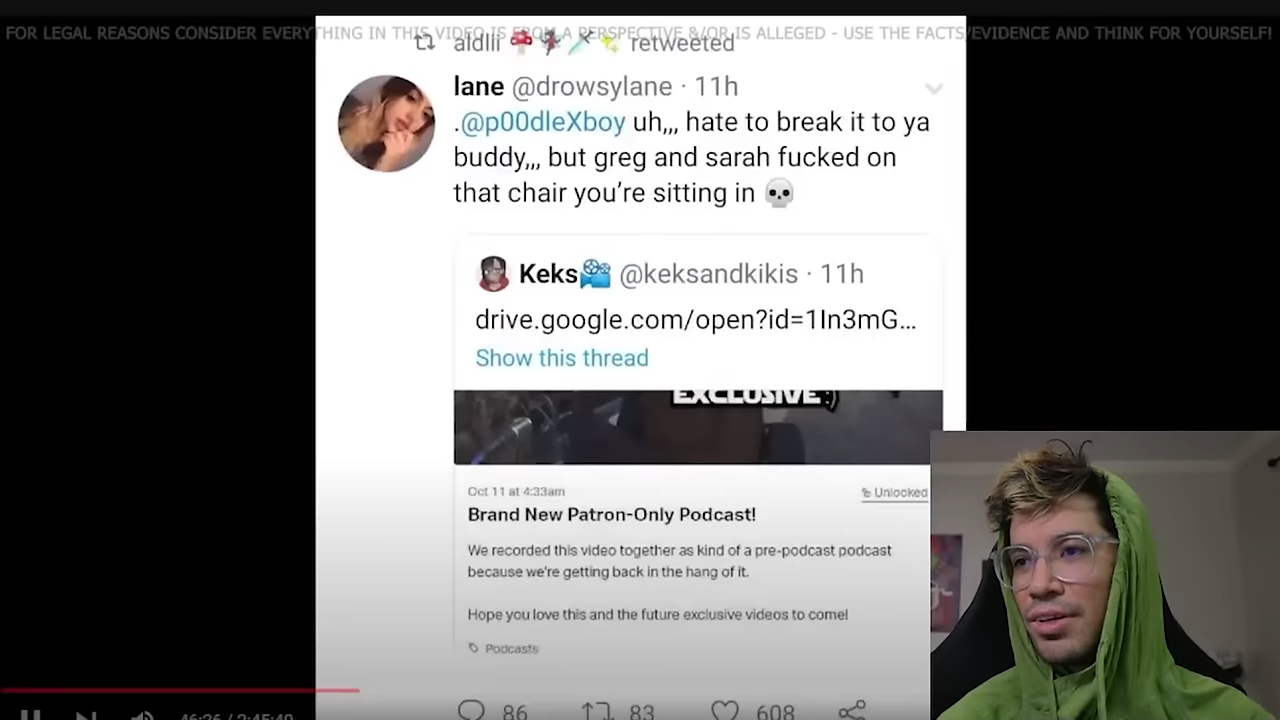 FOR LEGAL REASONS CONSIDER EVERYTHING IN THIS VIDEO IS FROM A PERSPECTIVE &/OR IS ALLEGED - USE THE FACTS/EVIDENCE AND THINK FOR YOURSELF!
aldlii 🍄🧚‍♀️🗡️✨ retweeted
lane @drowsylane · 11h
.@p00dleXboy uh,,, hate to break it to ya
buddy,,, but greg and sarah fucked on
that chair you’re sitting in 💀
Keks🎥 @keksandkikis · 11h
drive.google.com/open?id=1In3mG...
Show this thread
EXCLUSIVE :)
Oct 11 at 4:33am
Unlocked
Brand New Patron-Only Podcast!
We recorded this video together as kind of a pre-podcast podcast
because we're getting back in the hang of it.
Hope you love this and the future exclusive videos to come!
Podcasts
86 83 608
46:26 / 2:45:49